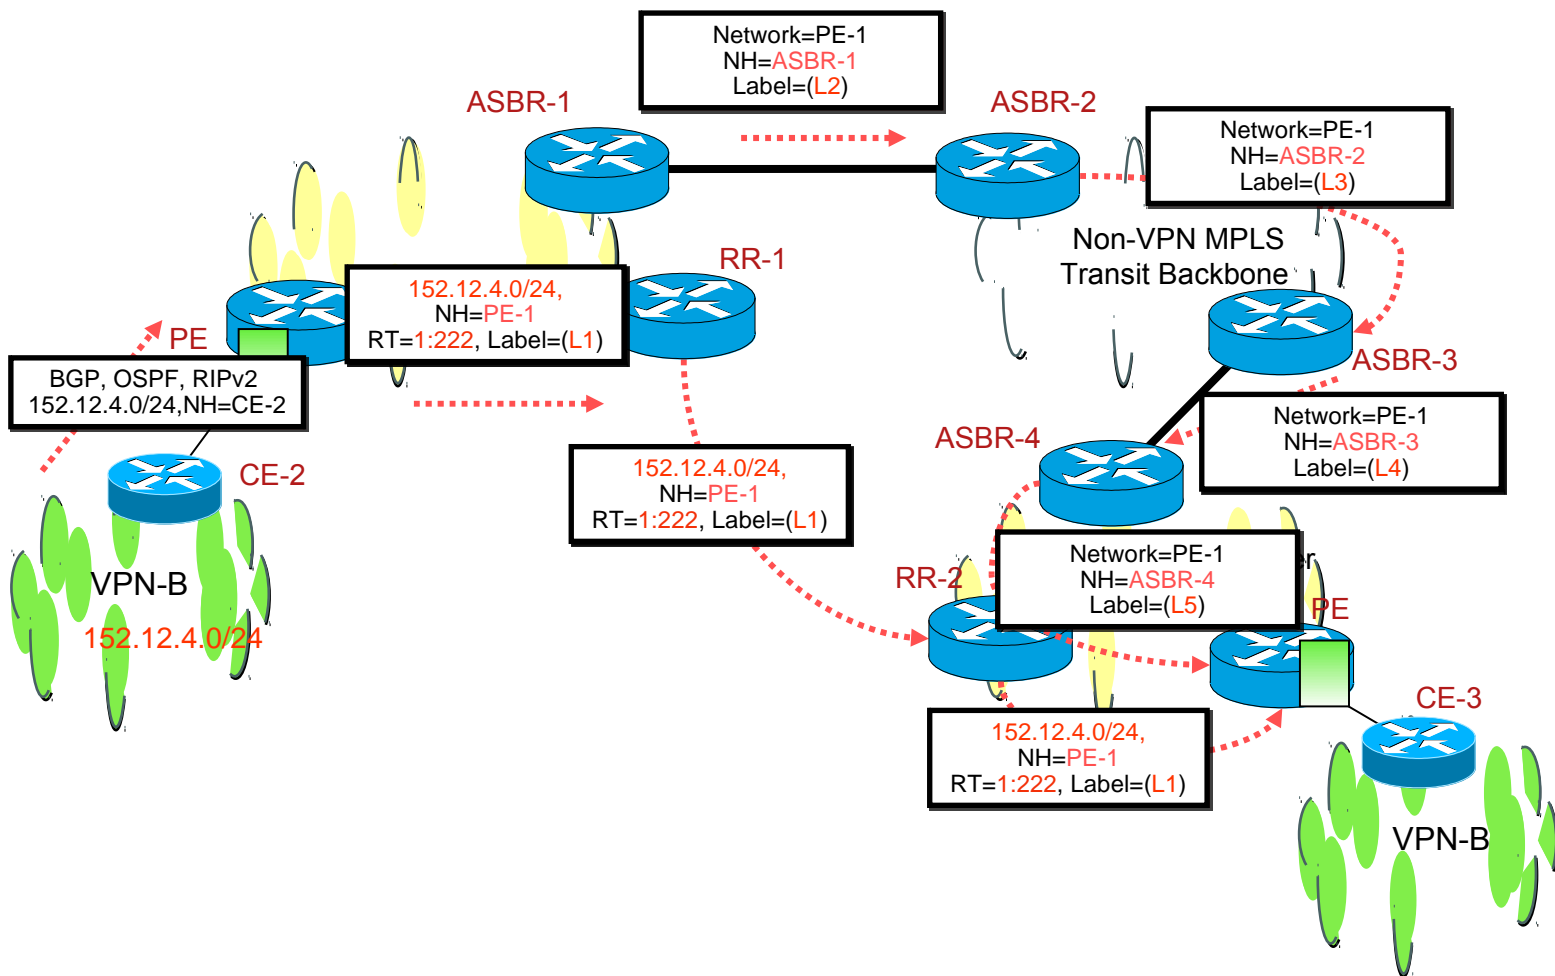 Network=PE-1
NH=ASBR-1
Label=(L2)
ASBR-1
ASBR-2
Network=PE-1
NH=ASBR-2
Label=(L3)
Non-VPN MPLS
Transit Backbone
RR-1
152.12.4.0/24,
NH=PE-1
RT=1:222, Label=(L1)
PE
BGP, OSPF, RIPv2
152.12.4.0/24,NH=CE-2
ASBR-3
Network=PE-1
NH=ASBR-3
Label=(L4)
ASBR-4
CE-2
152.12.4.0/24,
NH=PE-1
RT=1:222, Label=(L1)
VPN-B
152.12.4.0/24
Network=PE-1
NH=ASBR-4
Label=(L5)
RR-2
PE
152.12.4.0/24,
NH=PE-1
RT=1:222, Label=(L1)
CE-3
VPN-B